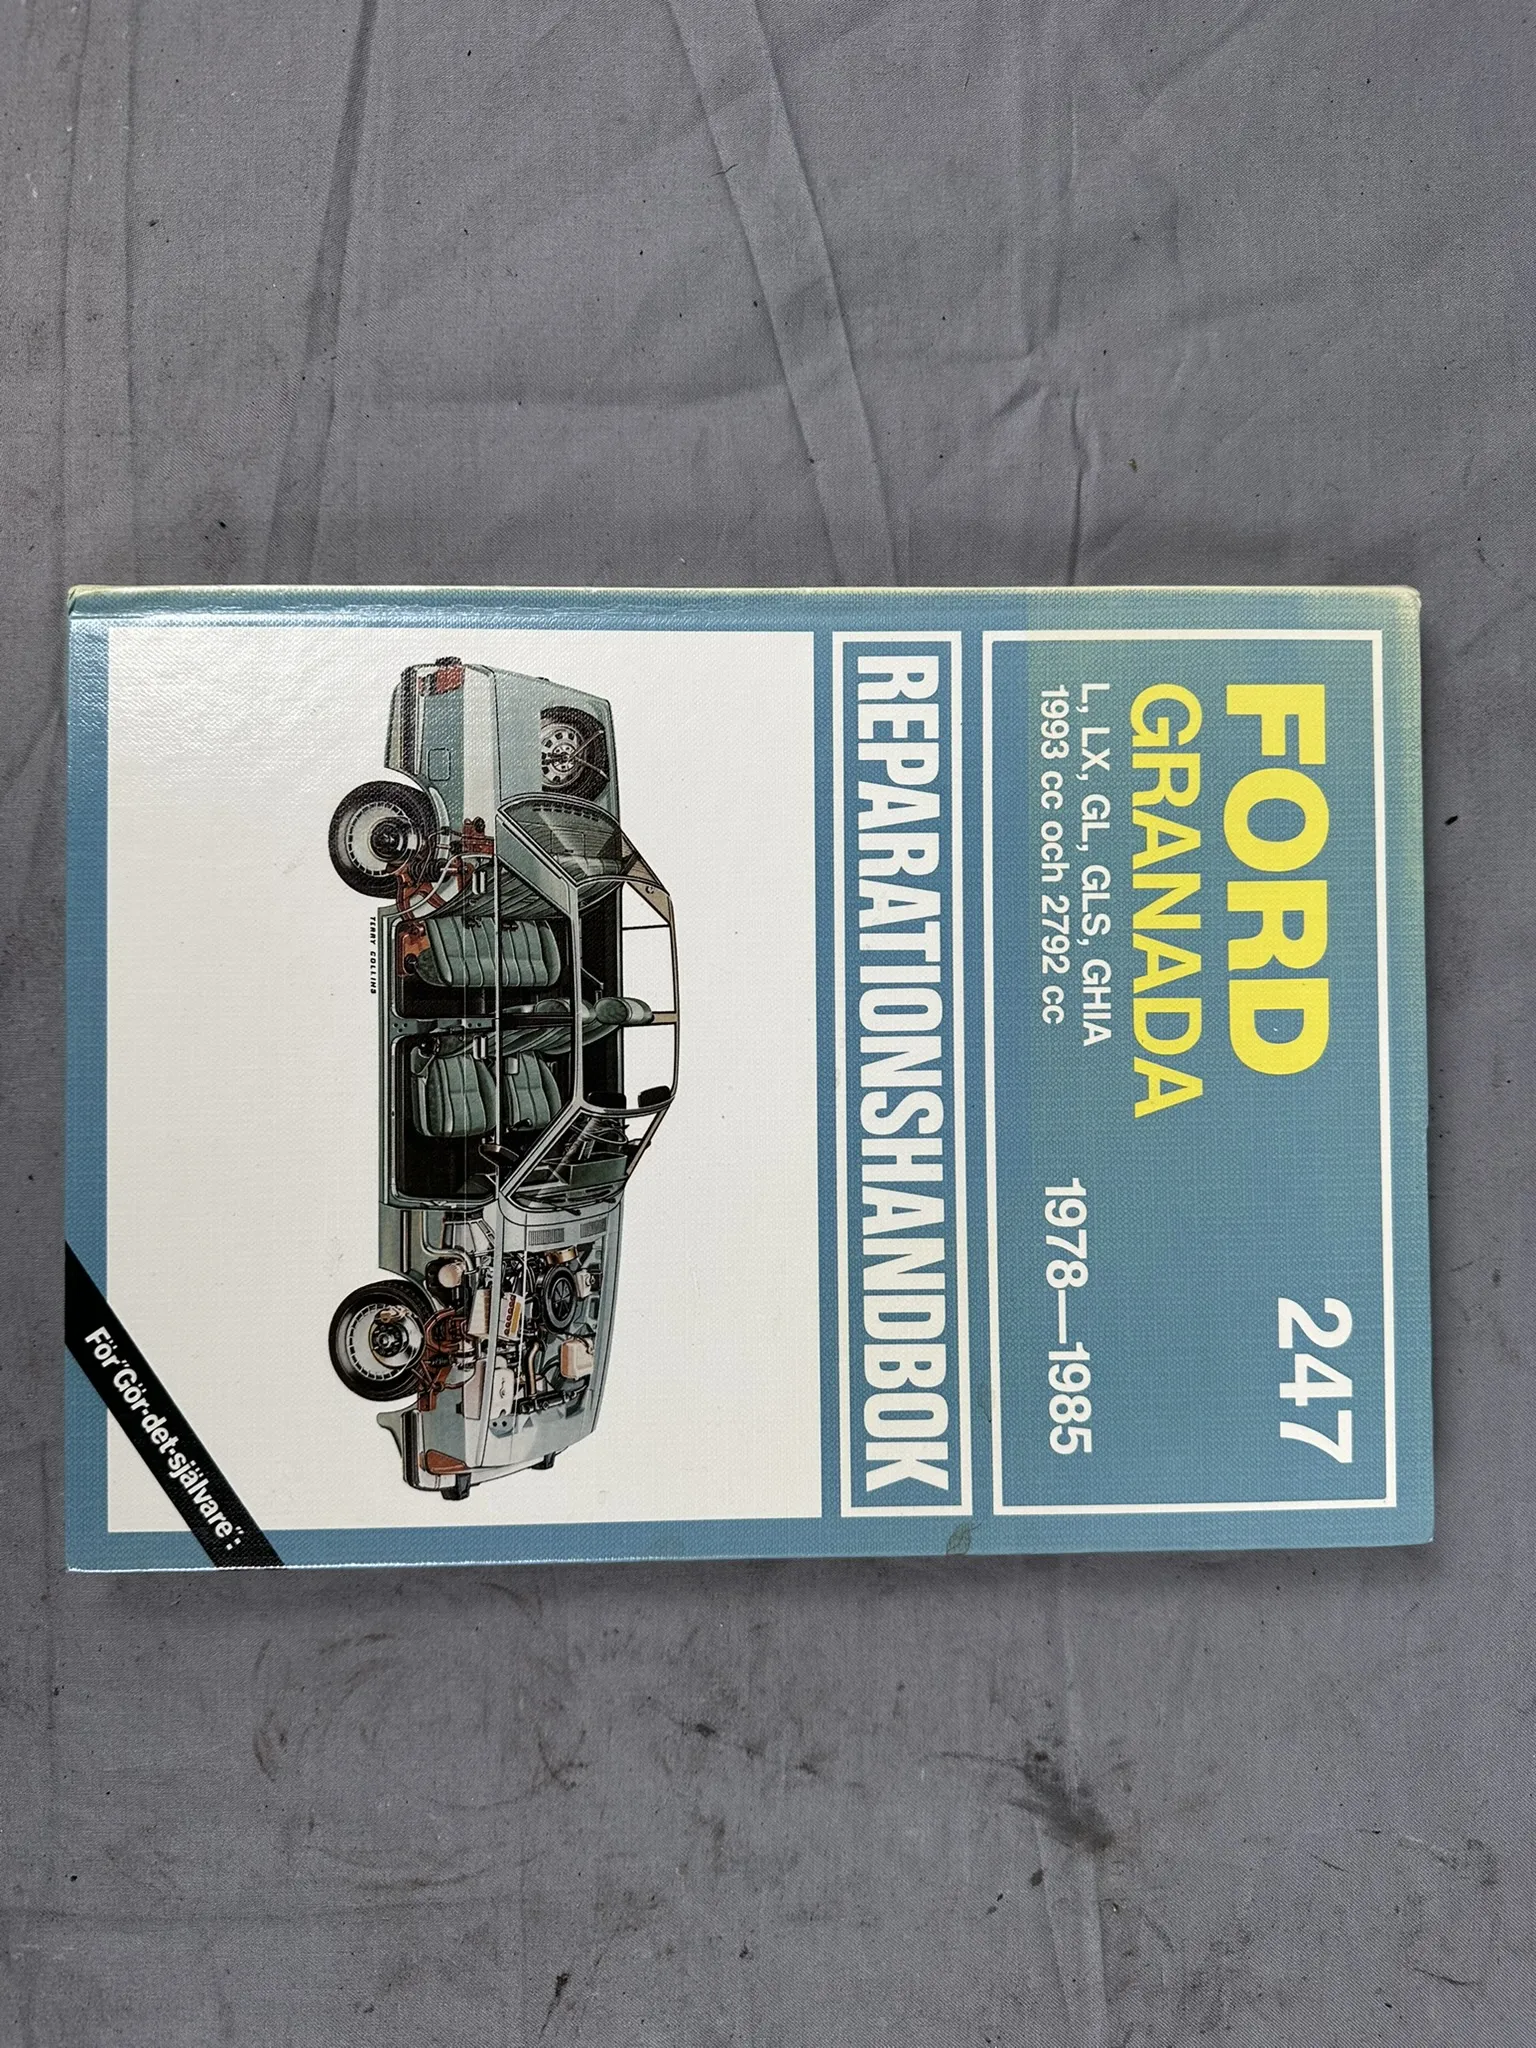 247
FORD
GRANADA
L, LX, GL, GLS, GHIA
1993 cc och 2792 cc
1978—1985
REPARATIONSHANDBOK
TERRY COLLINS
För"Gör-det-själväre":